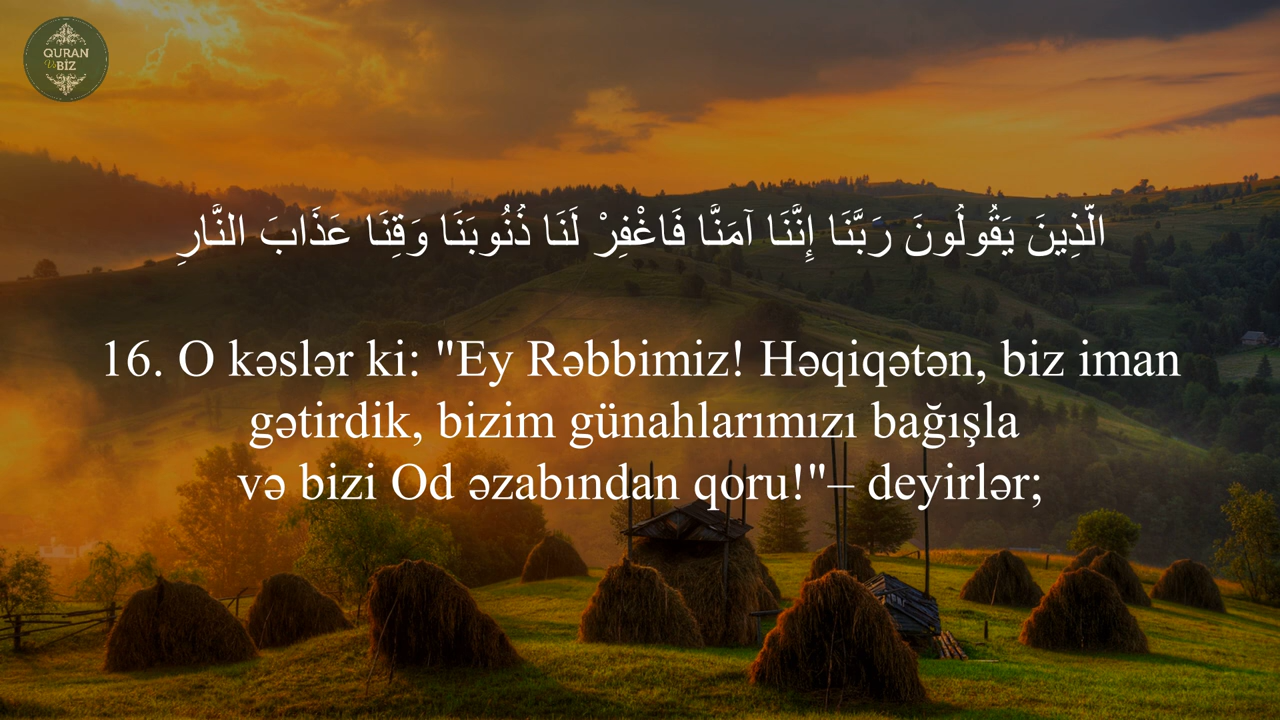 QURAN
Və BİZ
الَّذِينَ يَقُولُونَ رَبَّنَا إِنَّنَا آمَنَّا فَاغْفِرْ لَنَا ذُنُوبَنَا وَقِنَا عَذَابَ النَّارِ
16. O kəslər ki: "Ey Rəbbimiz! Həqiqətən, biz iman
gətirdik, bizim günahlarımızı bağışla
və bizi Od əzabından qoru!"– deyirlər;